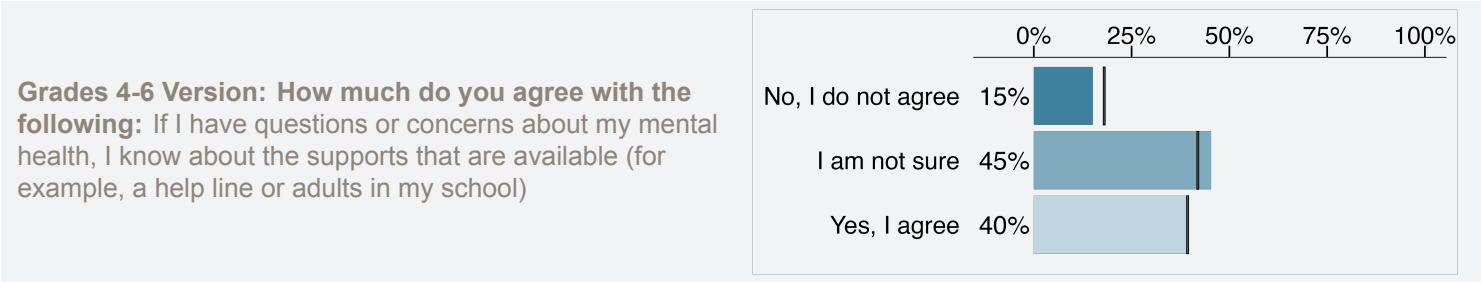 Grades 4-6 Version: How much do you agree with the
following: If I have questions or concerns about my mental
health, I know about the supports that are available (for
example, a help line or adults in my school)
0% 25% 50% 75% 100%
No, I do not agree 15%
I am not sure 45%
Yes, I agree 40%